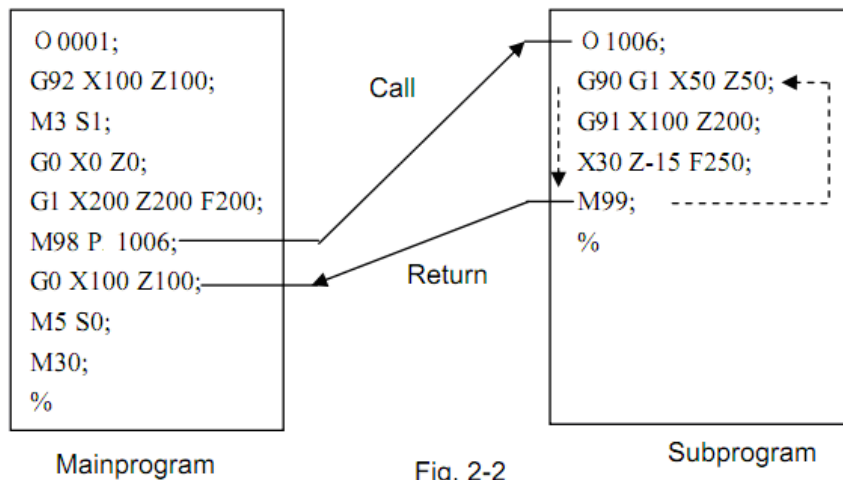 O 0001;
G92 X100 Z100;
M3 S1;
G0 X0 Z0;
G1 X200 Z200 F200;
M98 P 1006;
G0 X100 Z100;
M5 S0;
M30;
%
Mainprogram
Call
Return
Fig. 2-2
O 1006;
G90 G1 X50 Z50;
G91 X100 Z200;
X30 Z-15 F250;
M99;
%
Subprogram